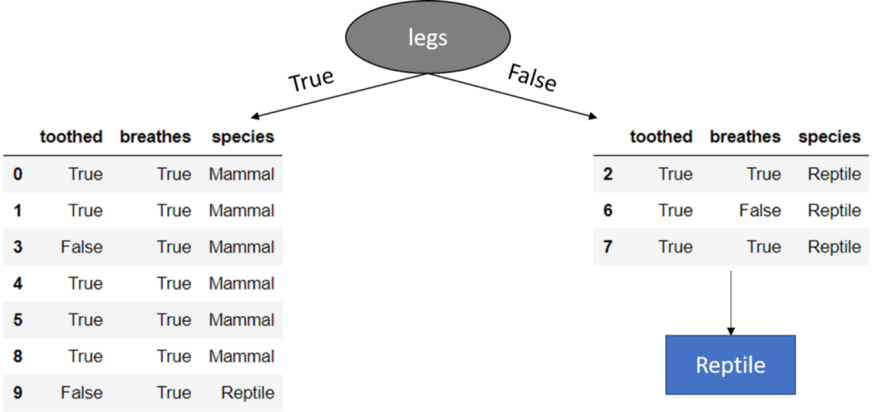 legs
True
False
toothed breathes species
0 True True Mammal
1 True True Mammal
3 False True Mammal
4 True True Mammal
5 True True Mammal
8 True True Mammal
9 False True Reptile
toothed breathes species
2 True True Reptile
6 True False Reptile
7 True True Reptile
Reptile